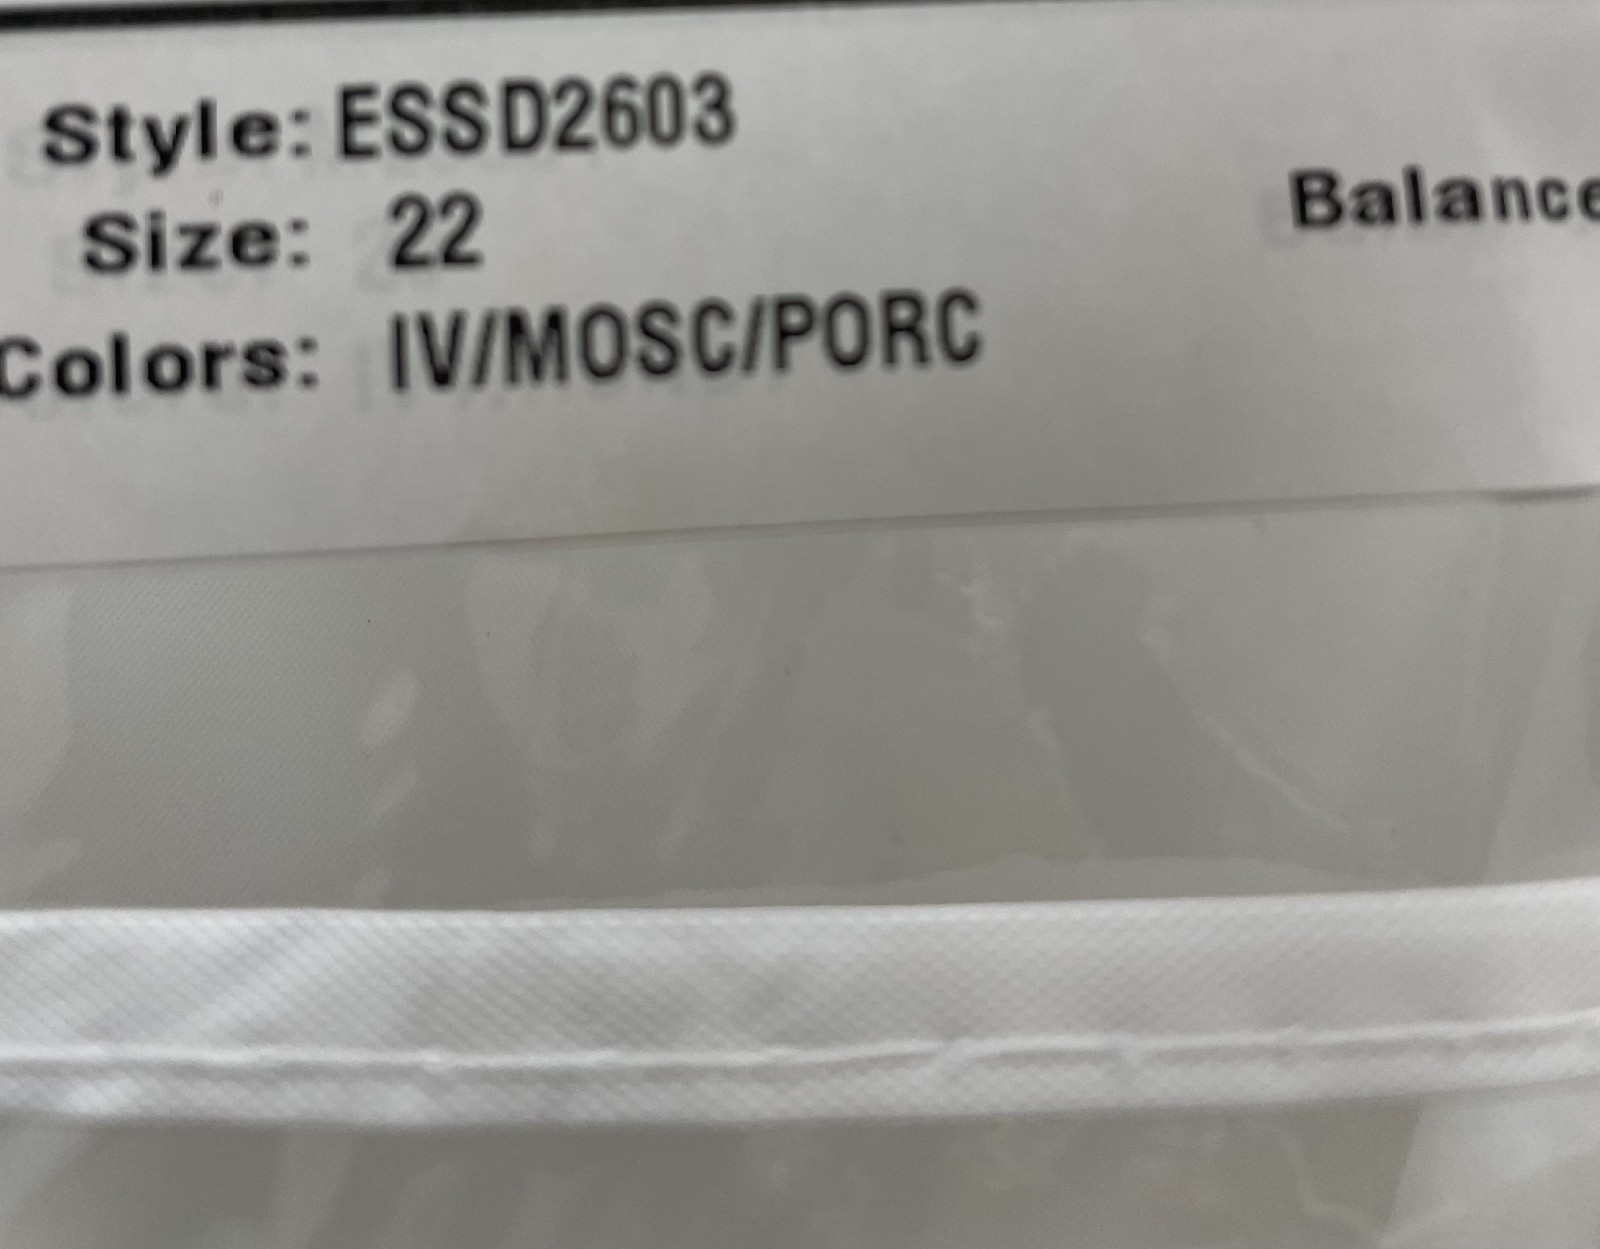 Style: ESSD2603
Size: 22
Balance
Colors: IV/MOSC/PORC